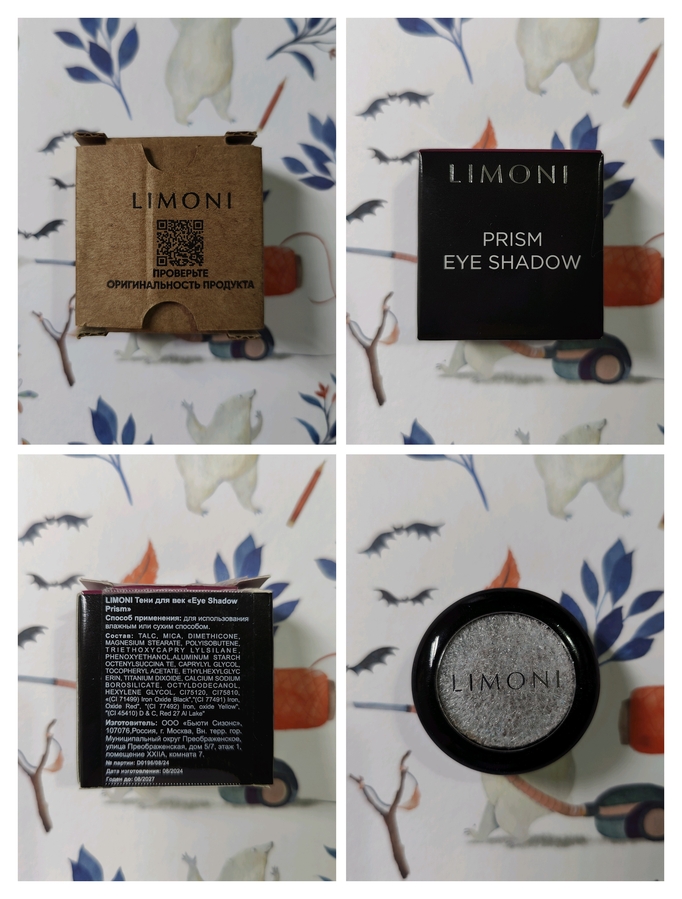 LIMONI
ПРОВЕРЬТЕ
ОРИГИНАЛЬНОСТЬ ПРОДУКТА
LIMONI
PRISM
EYE SHADOW
LIMONI Тени для век «Eye Shadow
Prism»
Способ применения: для использования
влажным или сухим способом.
Состав: TALC, MICA, DIMETHICONE,
MAGNESIUM STEARATE, POLYISOBUTENE,
TRIETHOXYCAPRY LYLSILANE,
PHENOXYETHANOL,ALUMINUM STARCH
OCTENYLSUCCINA TE, CAPRYLYL GLYCOL,
TOCOPHERYL ACETATE, ETHYLHEXYLGLYC
ERIN, TITANIUM DIOXIDE, CALCIUM SODIUM
BOROSILICATE, OCTYLDODECANOL,
HEXYLENE GLYCOL, CI75120, CI75810,
«(CI 71499) Iron Oxide Black","(CI 77491) Iron,
Oxide Red", "(CI 77492) Iron, oxide Yellow",
"(CI 45410) D & C, Red 27 Al Lake"
Изготовитель: ООО «Бьюти Сизонс»,
107076,Россия, г. Москва, Вн. терр. гор.
Муниципальный округ Преображенское,
улица Преображенская, дом 5/7, этаж 1,
помещение XXIIA, комната 7.
№ партии: D0198/08/24
Дата изготовления: 08/2024
Годен до: 08/2027
LIMONI